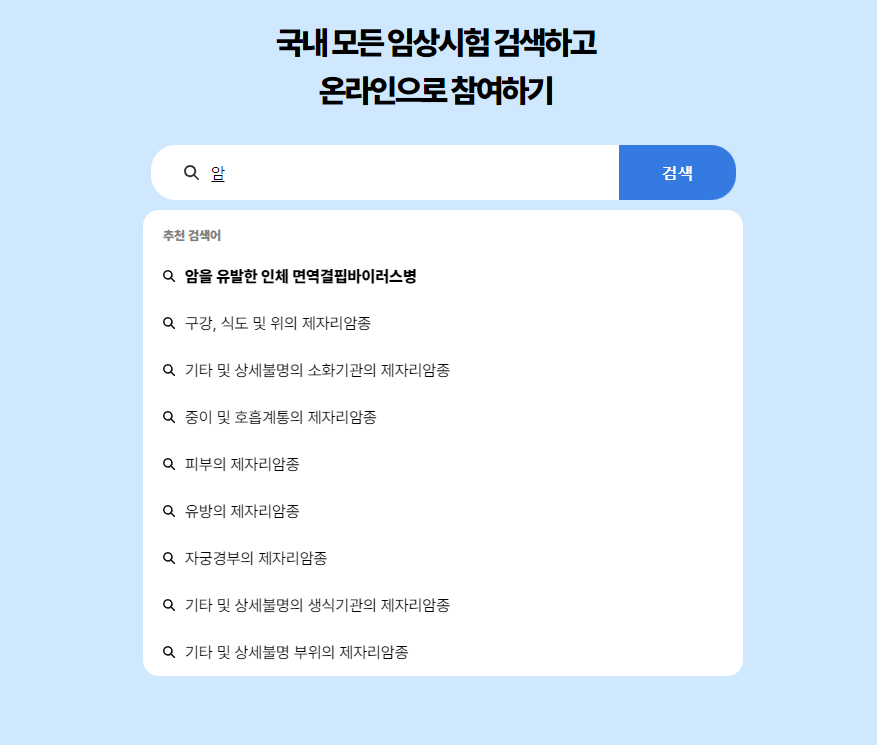 국내 모든 임상시험 검색하고
온라인으로 참여하기
암
검색
추천 검색어
암을 유발한 인체 면역결핍바이러스병
구강, 식도 및 위의 제자리암종
기타 및 상세불명의 소화기관의 제자리암종
중이 및 호흡계통의 제자리암종
피부의 제자리암종
유방의 제자리암종
자궁경부의 제자리암종
기타 및 상세불명의 생식기관의 제자리암종
기타 및 상세불명 부위의 제자리암종